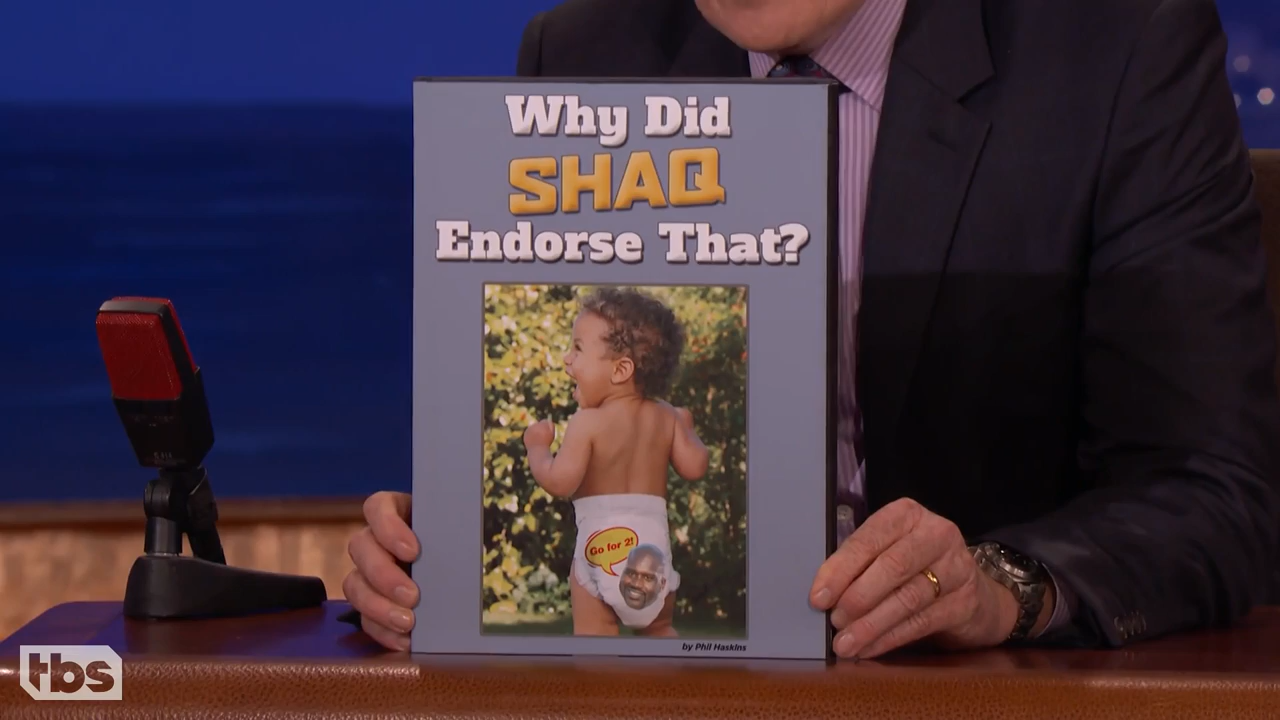 Why Did
SHAQ
Endorse That?
Go for 2!
by Phil Haskins
tbs